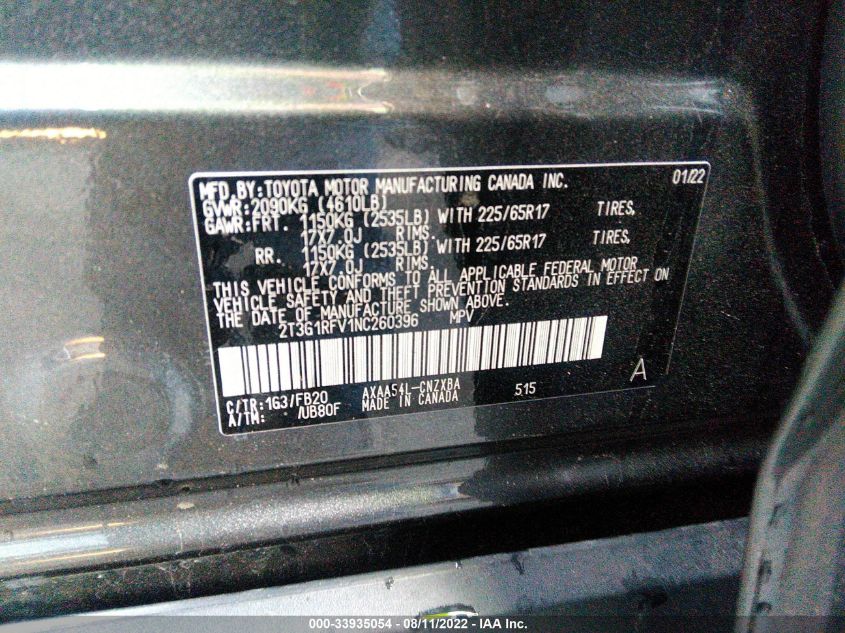 MFD. BY: TOYOTA MOTOR MANUFACTURING CANADA INC. 01/22
GVWR: 2090KG (4610LB)
GAWR: FRT. 1150KG (2535LB) WITH 225/65R17 TIRES,
17X7.0J RIMS.
RR. 1150KG (2535LB) WITH 225/65R17 TIRES,
17X7.0J RIMS.
THIS VEHICLE CONFORMS TO ALL APPLICABLE FEDERAL MOTOR
VEHICLE SAFETY AND THEFT PREVENTION STANDARDS IN EFFECT ON
THE DATE OF MANUFACTURE SHOWN ABOVE.
2T3G1RFV1NC260396 MPV
C/TR: 1G3/FB20 AXAA54L-CNZXBA 515 A
A/TM: /UB80F MADE IN CANADA
000-33935054 - 08/11/2022 - IAA Inc.